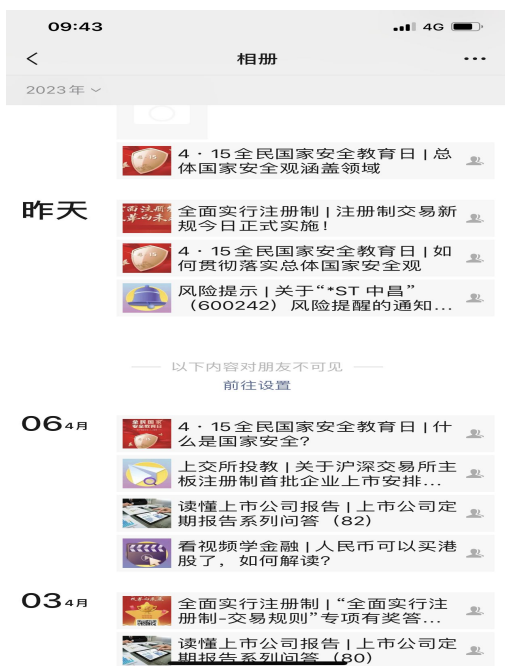 09:43
4G
相册
2023年
4·15全民国家安全教育日|总
体国家安全观涵盖领域
昨天
全面实行注册制|注册制交易新
规今日正式实施！
4·15全民国家安全教育日|如
何贯彻落实总体国家安全观
风险提示|关于“*ST中昌”
（600242）风险提醒的通知...
以下内容对朋友不可见
前往设置
06 4月
4·15全民国家安全教育日|什
么是国家安全?
上交所投教|关于沪深交易所主
板注册制首批企业上市安排...
读懂上市公司报告|上市公司定
期报告系列问答（82）
看视频学金融|人民币可以买港
股了，如何解读?
03 4月
全面实行注册制|“全面实行注
册制-交易规则”专项有奖答...
读懂上市公司报告|上市公司定
期报告系列问答（80）